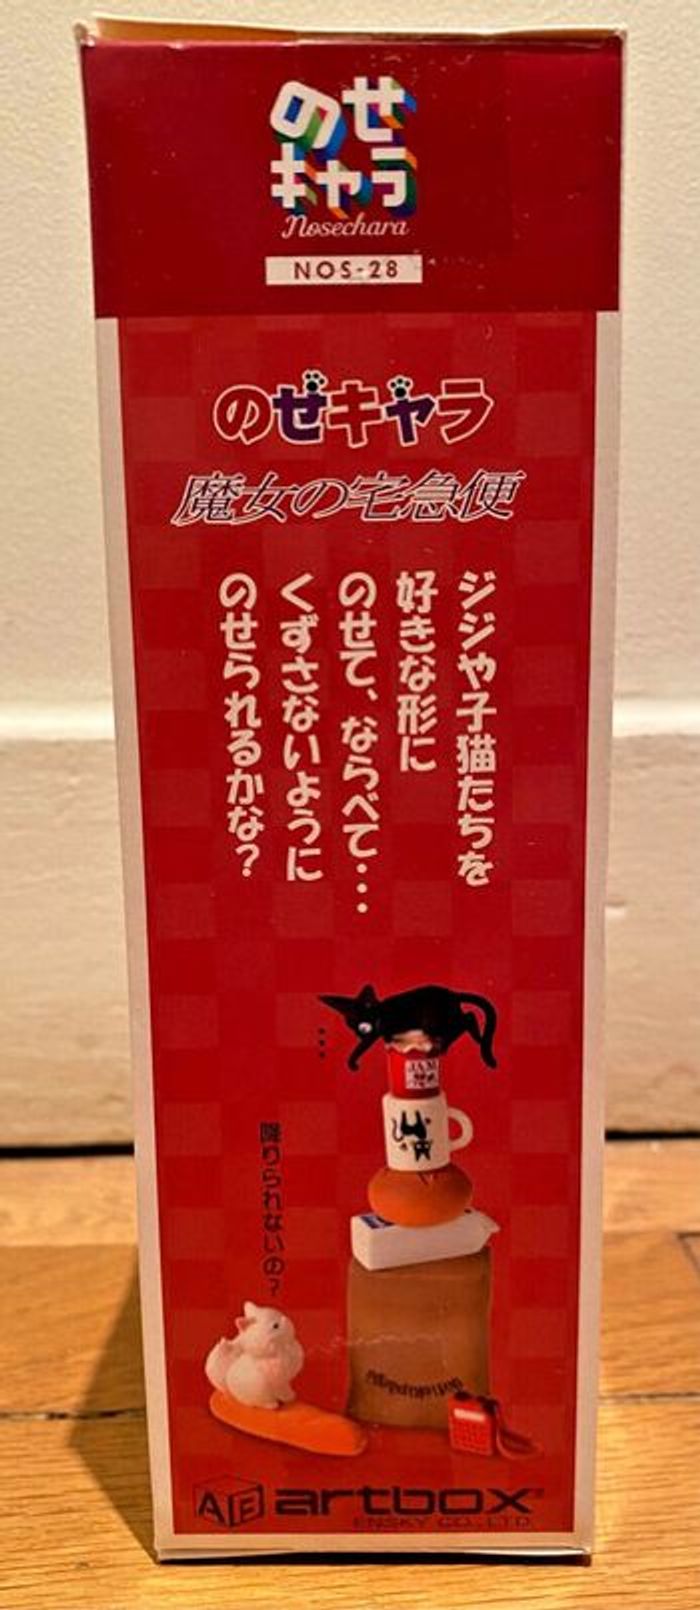 のせ
キャラ
Nosechara
NOS-28
のせキャラ
魔女の宅急便
ジジや子猫たちを
好きな形に
のせて、ならべて・・・
くずさないように
のせられるかな？
・・・
JAM
降りられないの？
AB artbox
ENSKY CO.,LTD.